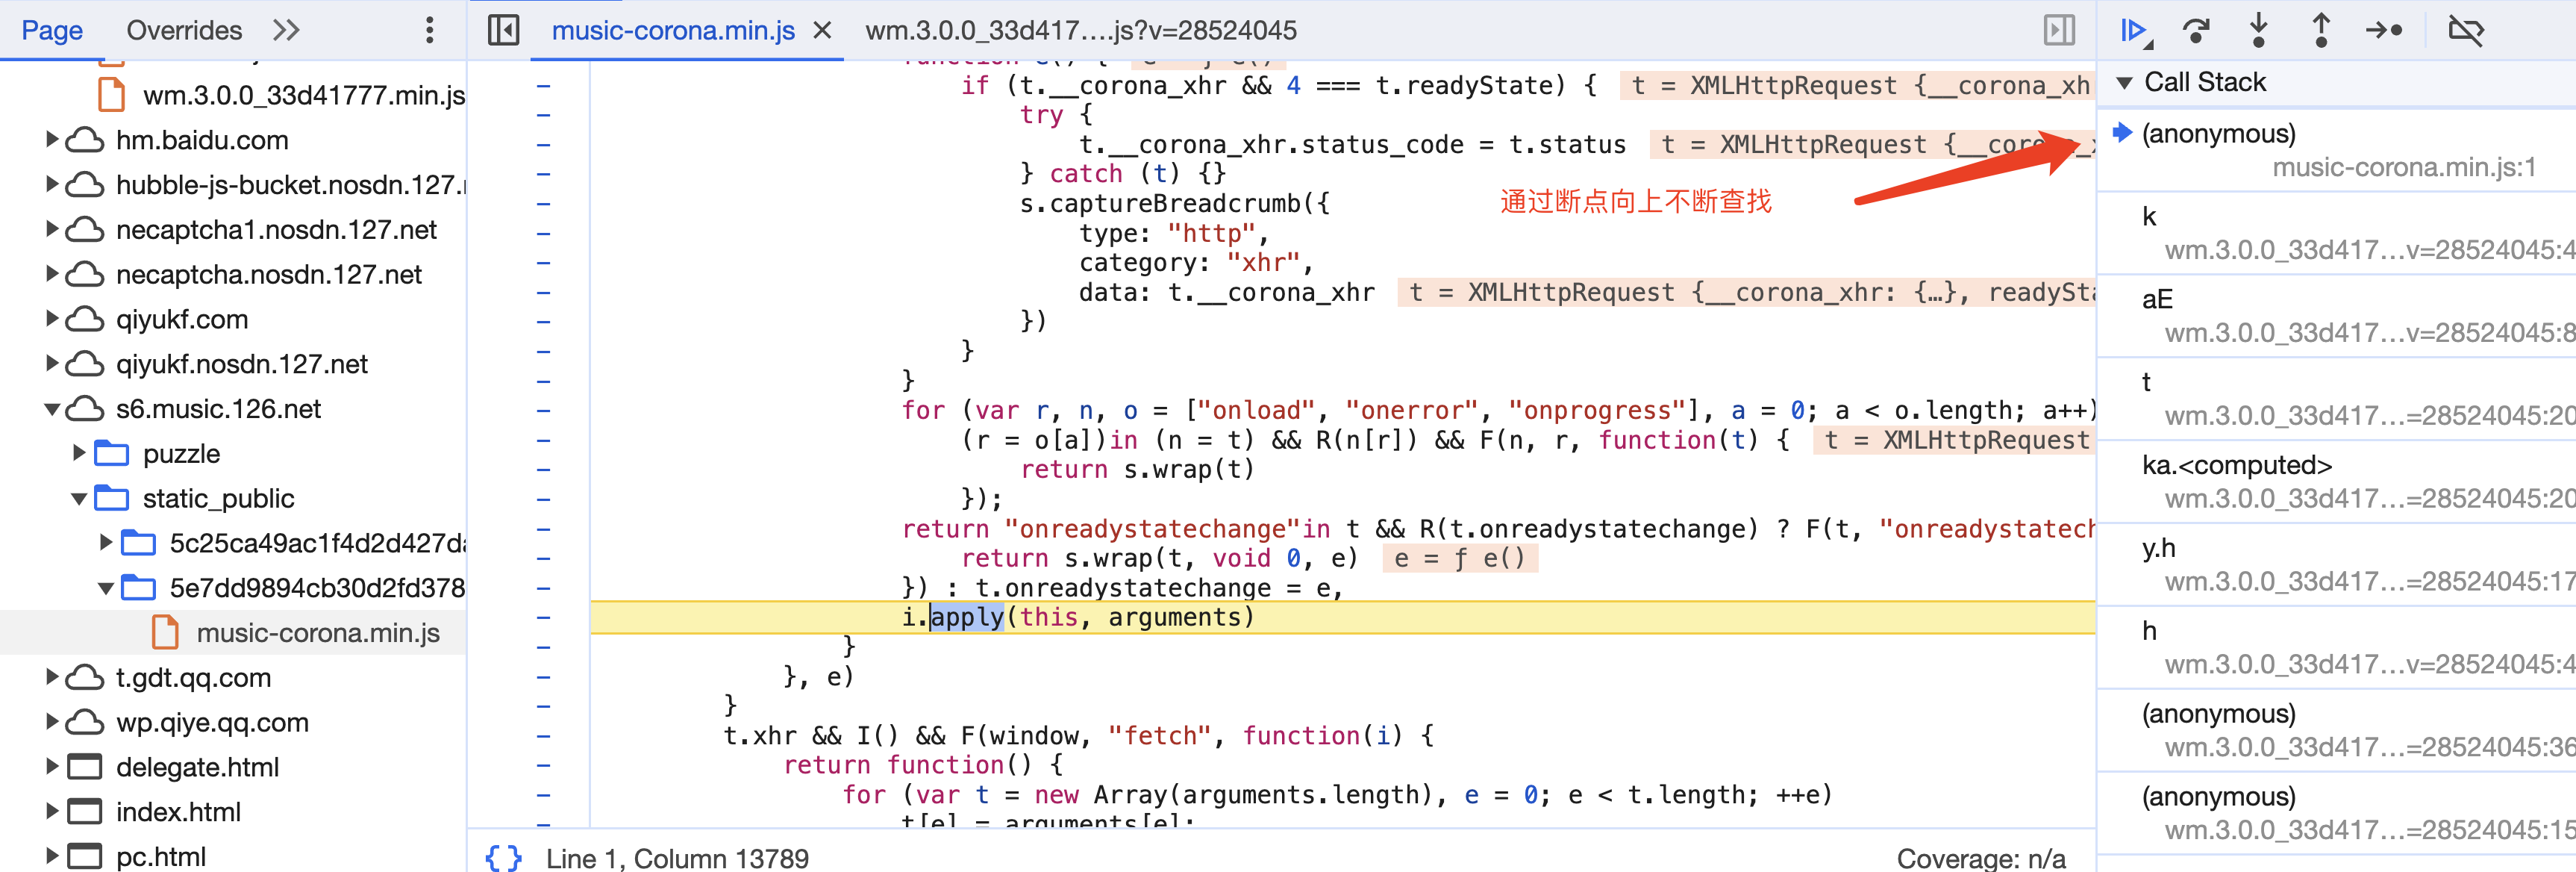 Page
Overrides
music-corona.min.js
wm.3.0.0_33d417....js?v=28524045
wm.3.0.0_33d41777.min.js
hm.baidu.com
hubble-js-bucket.nosdn.127.
necaptcha1.nosdn.127.net
necaptcha.nosdn.127.net
qiyukf.com
qiyukf.nosdn.127.net
s6.music.126.net
puzzle
static_public
5c25ca49ac1f4d2d427d
5e7dd9894cb30d2fd378
music-corona.min.js
t.gdt.qq.com
wp.qiye.qq.com
delegate.html
index.html
pc.html
function e() { e = ƒ e()
if (t.__corona_xhr && 4 === t.readyState) { t = XMLHttpRequest {__corona_xh
try {
t.__corona_xhr.status_code = t.status t = XMLHttpRequest {__corona_x
} catch (t) {}
s.captureBreadcrumb({
通过断点向上不断查找
type: "http",
category: "xhr",
data: t.__corona_xhr t = XMLHttpRequest {__corona_xhr: {…}, readySta
})
}
}
for (var r, n, o = ["onload", "onerror", "onprogress"], a = 0; a < o.length; a++)
(r = o[a])in (n = t) && R(n[r]) && F(n, r, function(t) { t = XMLHttpRequest
return s.wrap(t)
});
return "onreadystatechange"in t && R(t.onreadystatechange) ? F(t, "onreadystatech
return s.wrap(t, void 0, e) e = ƒ e()
}) : t.onreadystatechange = e,
i.apply(this, arguments)
}
}, e)
}
t.xhr && I() && F(window, "fetch", function(i) {
return function() {
for (var t = new Array(arguments.length), e = 0; e < t.length; ++e)
t[e] = arguments[e];
{ } Line 1, Column 13789
Coverage: n/a
Call Stack
(anonymous)
music-corona.min.js:1
k
wm.3.0.0_33d417…v=28524045:4
aE
wm.3.0.0_33d417…v=28524045:8
t
wm.3.0.0_33d417…=28524045:20
ka.<computed>
wm.3.0.0_33d417…=28524045:20
y.h
wm.3.0.0_33d417…=28524045:17
h
wm.3.0.0_33d417…v=28524045:4
(anonymous)
wm.3.0.0_33d417…=28524045:36
(anonymous)
wm.3.0.0_33d417…=28524045:15